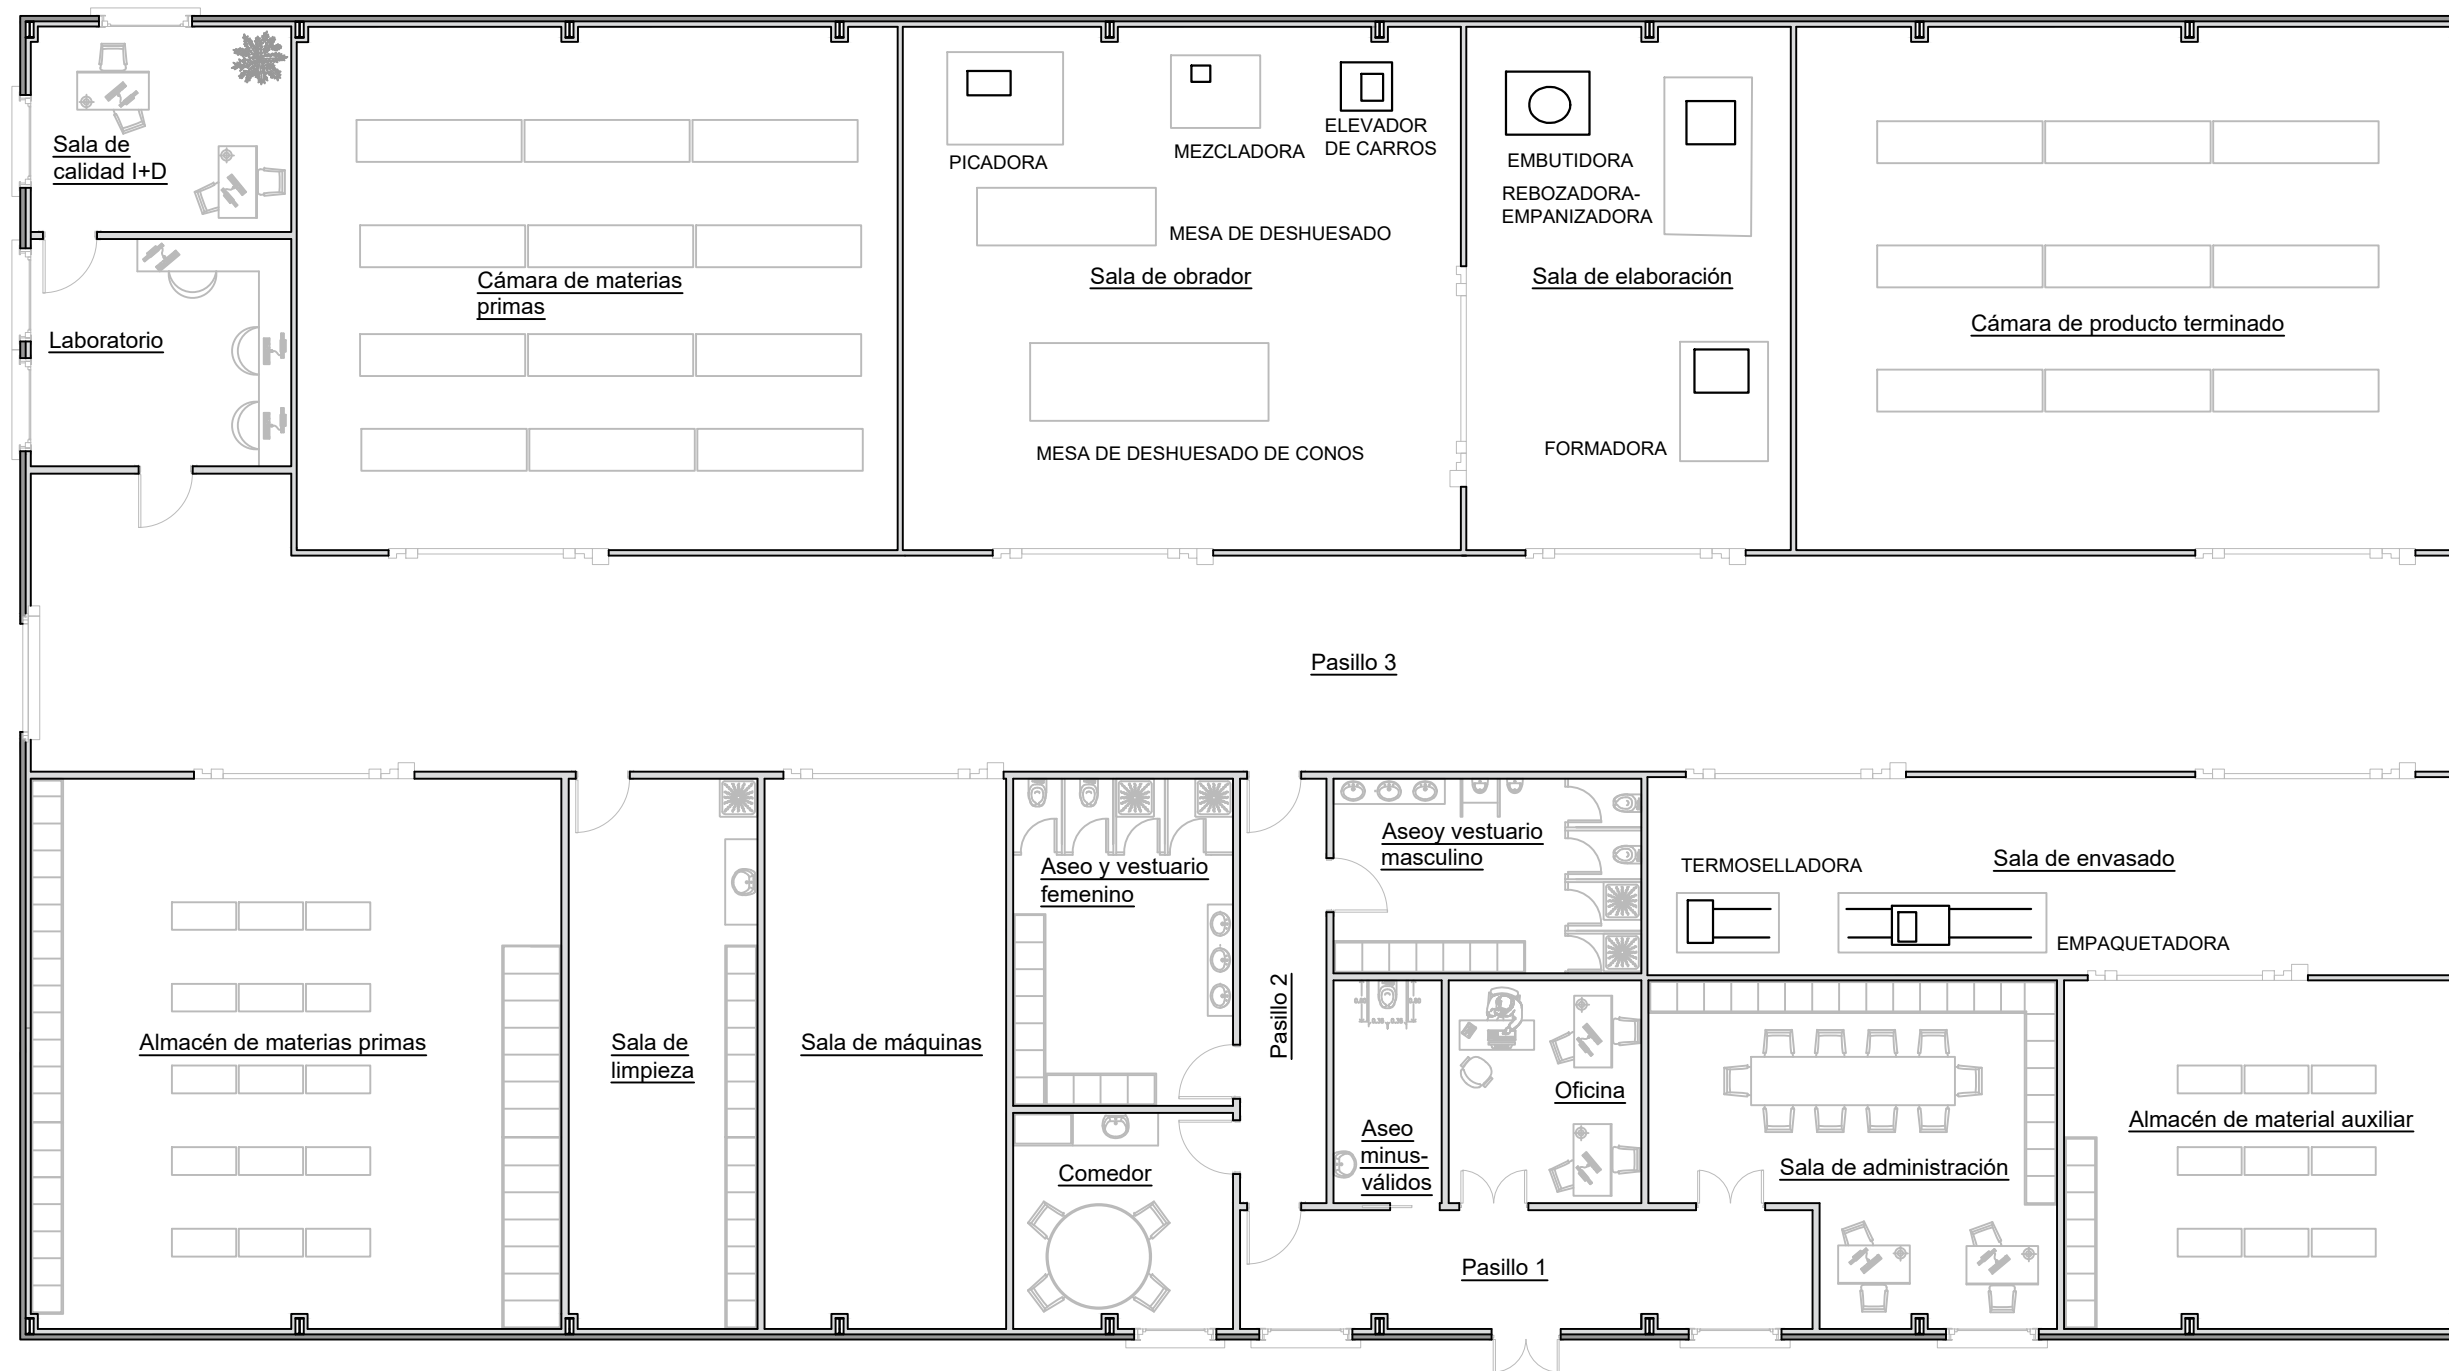 Sala de
calidad I+D
PICADORA
MEZCLADORA
ELEVADOR
DE CARROS
EMBUTIDORA
REBOZADORA-
EMPANIZADORA
MESA DE DESHUESADO
Cámara de materias
primas
Sala de obrador
Sala de elaboración
Cámara de producto terminado
Laboratorio
MESA DE DESHUESADO DE CONOS
FORMADORA
Pasillo 3
Aseo y vestuario
femenino
Aseoy vestuario
masculino
TERMOSELLADORA
Sala de envasado
EMPAQUETADORA
Pasillo 2
Almacén de materias primas
Sala de
limpieza
Sala de máquinas
Oficina
Almacén de material auxiliar
Aseo
minus-
válidos
Comedor
Sala de administración
Pasillo 1